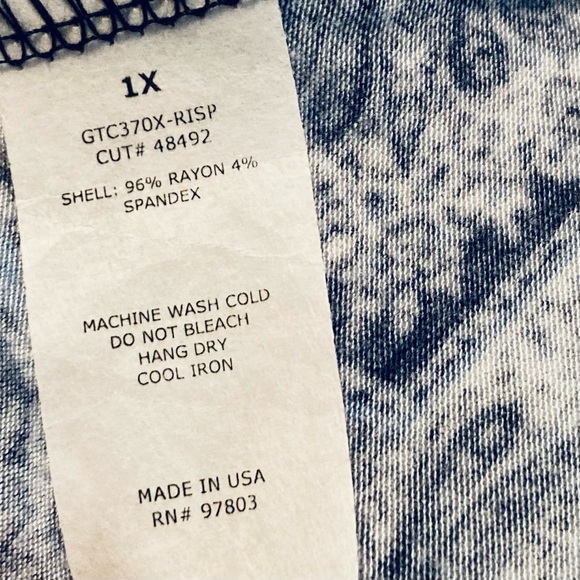 1X
GTC370X-RISP
CUT# 48492
SHELL: 96% RAYON 4%
SPANDEX
MACHINE WASH COLD
DO NOT BLEACH
HANG DRY
COOL IRON
MADE IN USA
RN# 97803